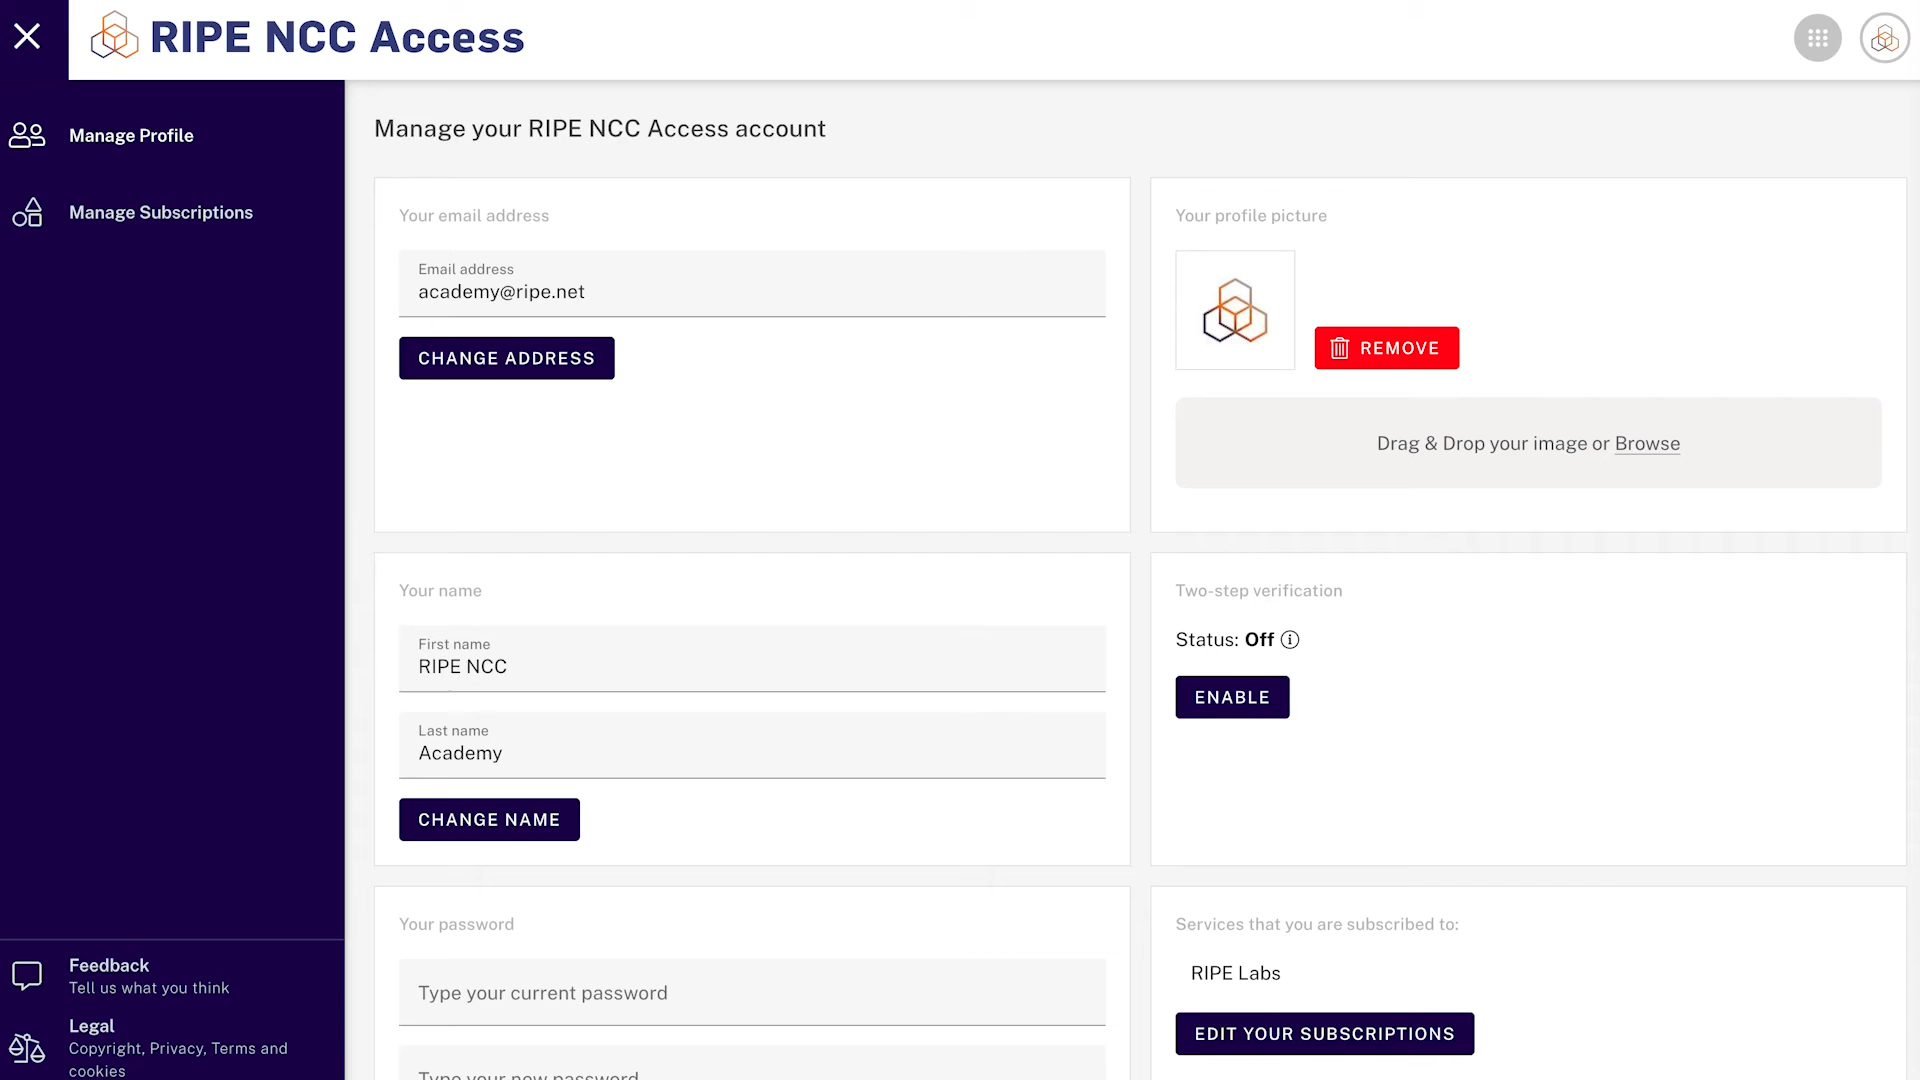 RIPE NCC Access
Manage Profile
Manage Subscriptions
Feedback
Tell us what you think
Legal
Copyright, Privacy, Terms and
cookies
Manage your RIPE NCC Access account
Your email address
Email address
academy@ripe.net
CHANGE ADDRESS
Your profile picture
REMOVE
Drag & Drop your image or Browse
Your name
First name
RIPE NCC
Last name
Academy
CHANGE NAME
Two-step verification
Status: Off
ENABLE
Your password
Type your current password
Type your new password
Services that you are subscribed to:
RIPE Labs
EDIT YOUR SUBSCRIPTIONS